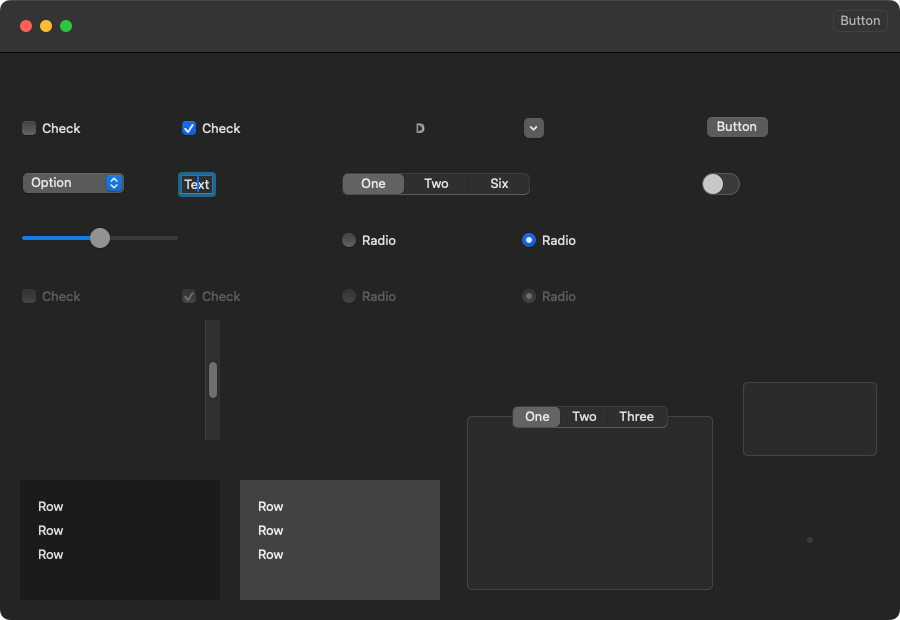 Button
Check
Check
D
Button
Option
Text
One Two Six
Radio
Radio
Check
Check
Radio
Radio
One Two Three
Row
Row
Row
Row
Row
Row